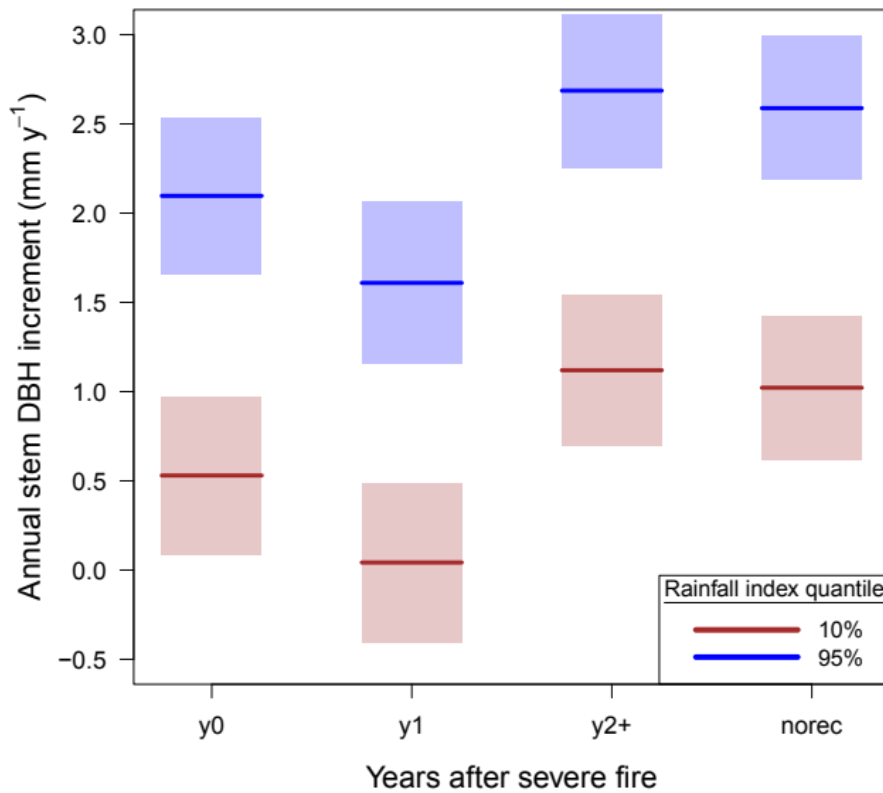 Annual stem DBH increment (mm y⁻¹)
3.0
2.5
2.0
1.5
1.0
0.5
0.0
−0.5
Rainfall index quantile
10%
95%
y0 y1 y2+ norec
Years after severe fire